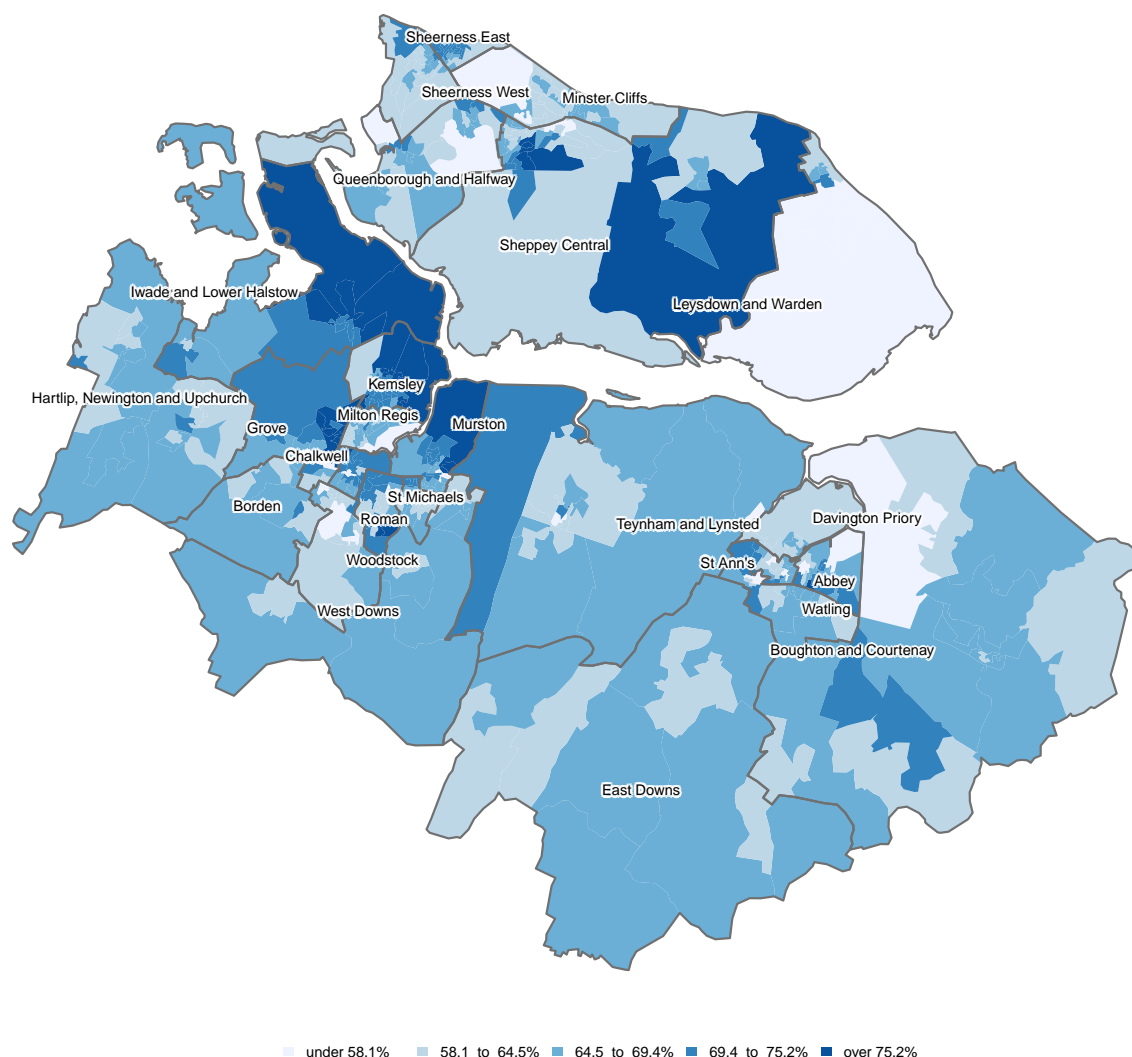 Sheerness East
Sheerness West
Minster Cliffs
Queenborough and Halfway
Sheppey Central
Iwade and Lower Halstow
Leysdown and Warden
Kemsley
Hartlip, Newington and Upchurch
Milton Regis
Murston
Grove
Chalkwell
St Michaels
Borden
Roman
Teynham and Lynsted
Davington Priory
Woodstock
St Ann's
Abbey
West Downs
Watling
Boughton and Courtenay
East Downs
under 58.1% 58.1 to 64.5% 64.5 to 69.4% 69.4 to 75.2% over 75.2%